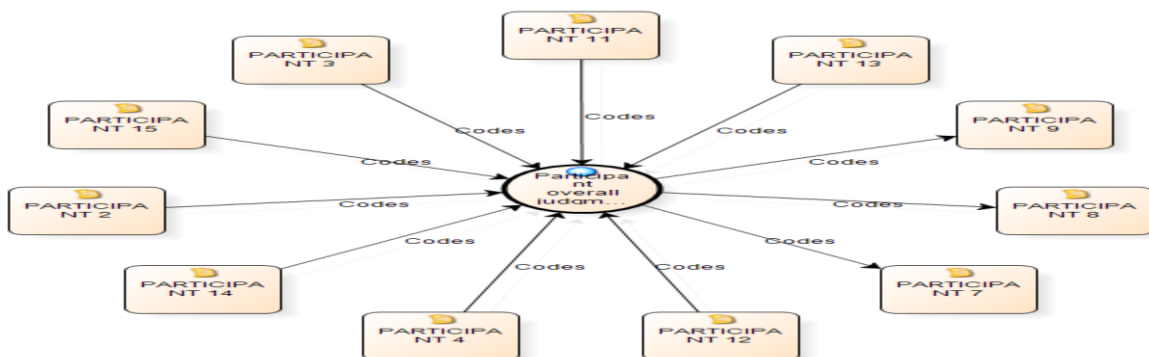 PARTICIPA
NT 11
PARTICIPA
NT 3
PARTICIPA
NT 13
PARTICIPA
NT 15
PARTICIPA
NT 9
Codes
Codes
Codes
Codes
Codes
Participa
nt
overall
judgm...
PARTICIPA
NT 2
Codes
Codes
PARTICIPA
NT 8
Codes
Codes
PARTICIPA
NT 14
Codes
Codes
PARTICIPA
NT 7
PARTICIPA
NT 4
PARTICIPA
NT 12